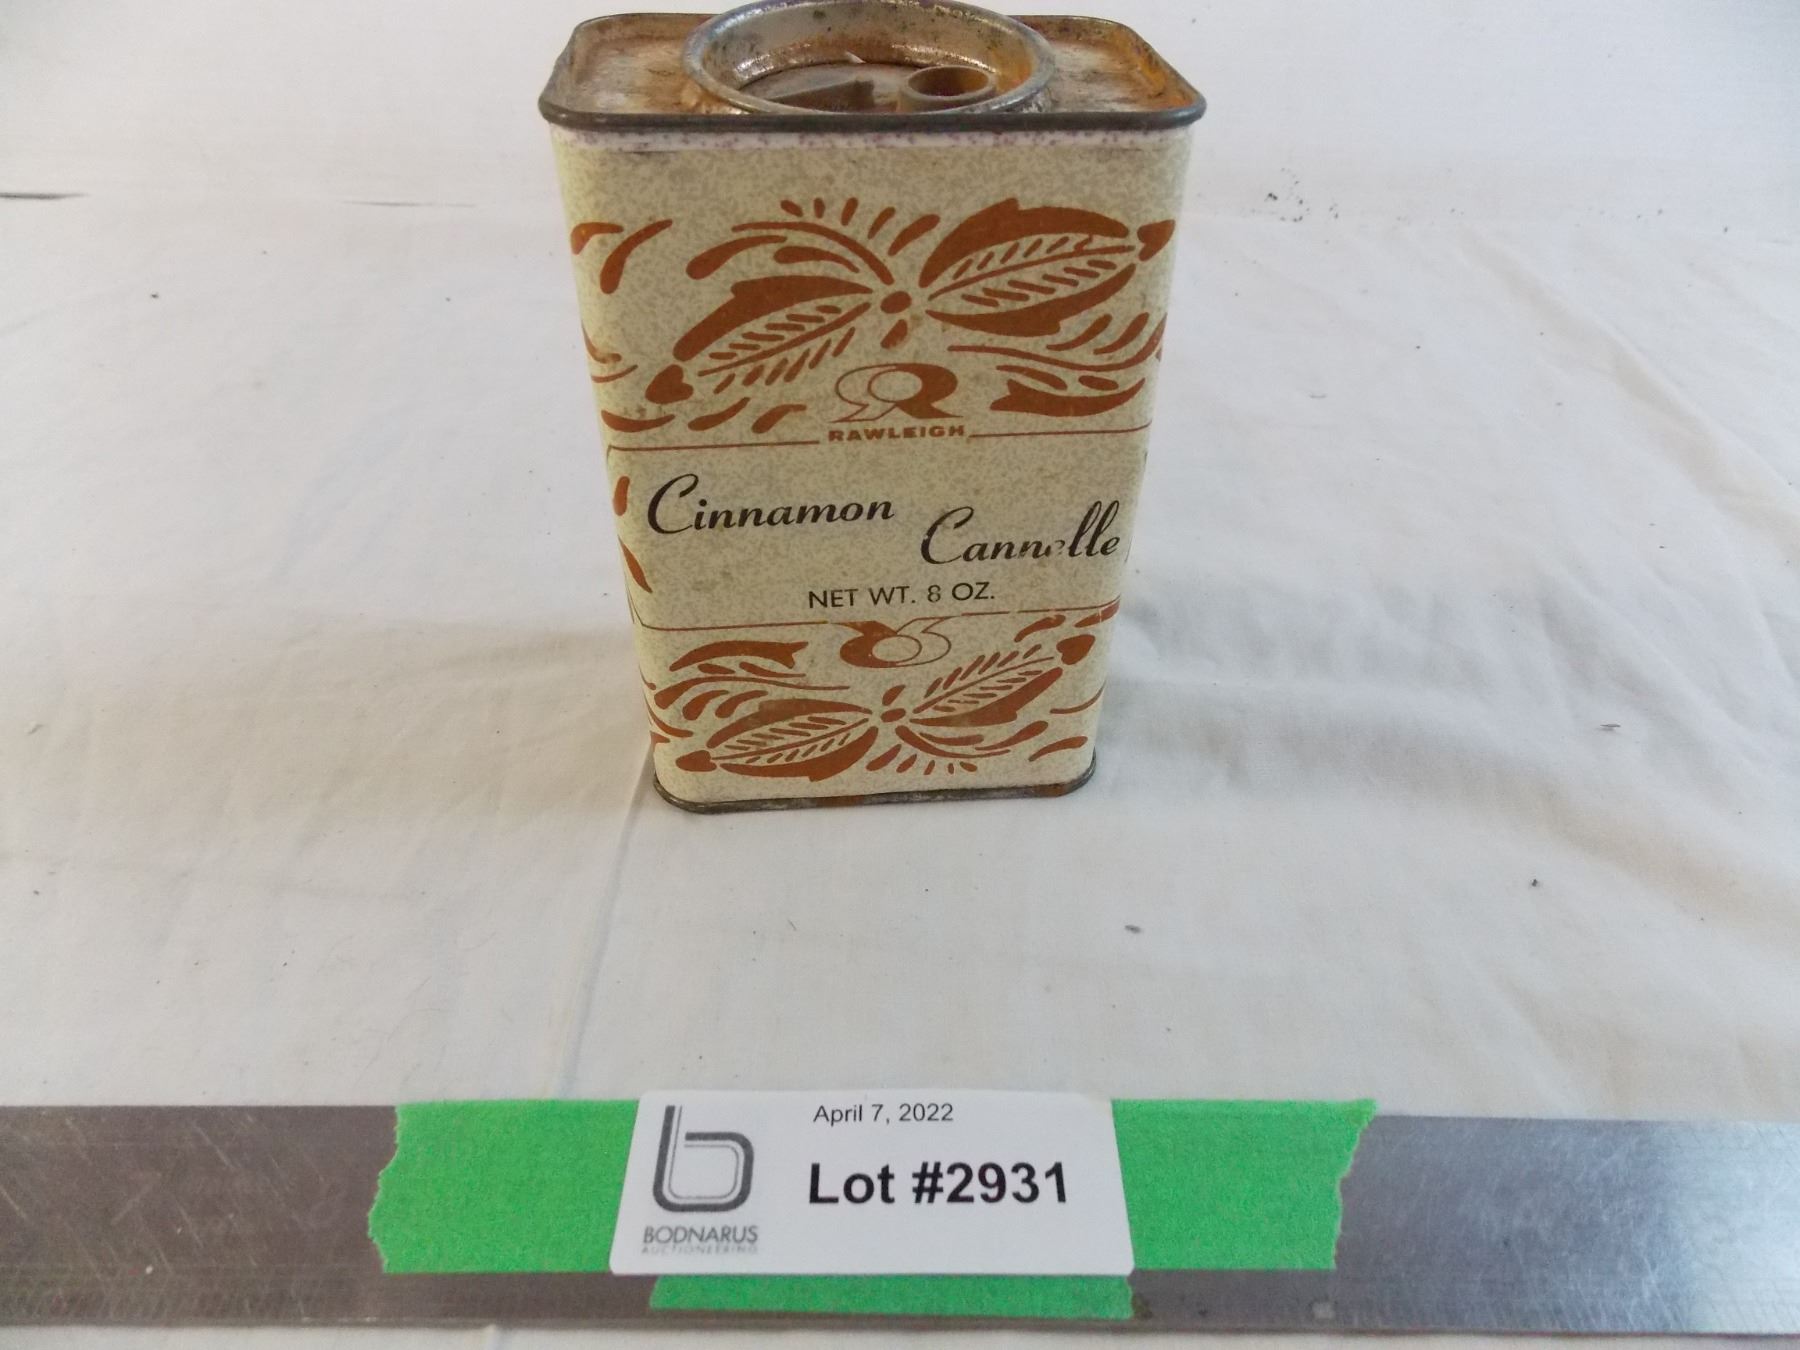 RAWLEIGH
Cinnamon
Cannelle
NET WT. 8 OZ.
April 7, 2022
Lot #2931
BODNARUS
AUCTIONEERING